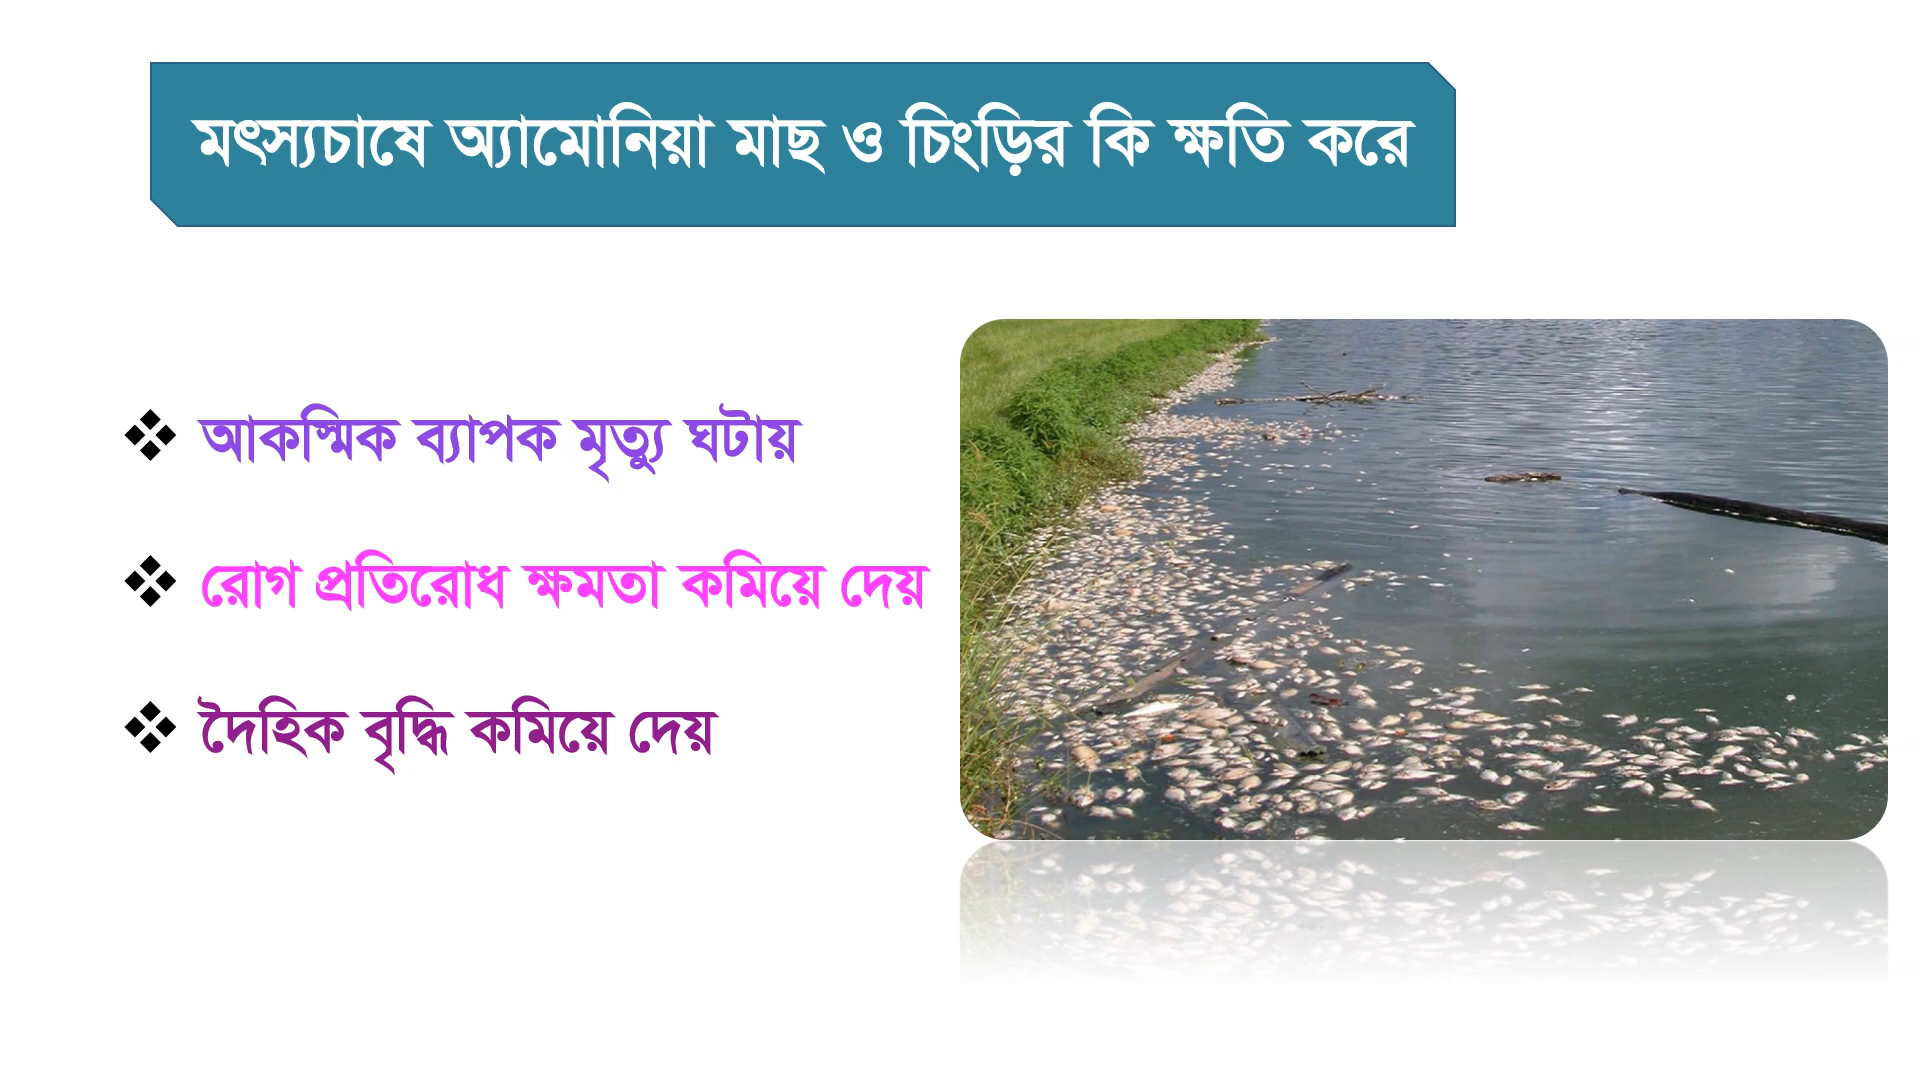 মৎস্যচাষে অ্যামোনিয়া মাছ ও চিংড়ির কি ক্ষতি করে
আকস্মিক ব্যাপক মৃত্যু ঘটায়
রোগ প্রতিরোধ ক্ষমতা কমিয়ে দেয়
দৈহিক বৃদ্ধি কমিয়ে দেয়